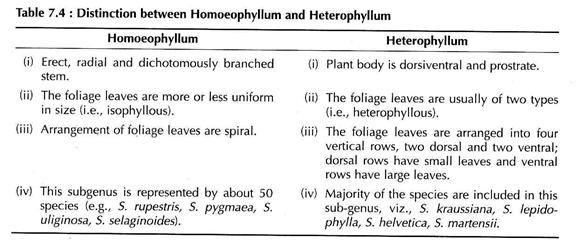 Table 7.4 : Distinction between Homoeophyllum and Heterophyllum
Homoeophyllum
Heterophyllum
(i) Erect, radial and dichotomously branched
stem.
(i) Plant body is dorsiventral and prostrate.
(ii) The foliage leaves are more or less uniform
in size (i.e., isophyllous).
(ii) The foliage leaves are usually of two types
(i.e., heterophyllous).
(iii) Arrangement of foliage leaves are spiral.
(iii) The foliage leaves are arranged into four
vertical rows, two dorsal and two ventral;
dorsal rows have small leaves and ventral
rows have large leaves.
(iv) This subgenus is represented by about 50
species (e.g., S. rupestris, S. pygmaea, S.
uliginosa, S. selaginoides).
(iv) Majority of the species are included in this
sub-genus, viz., S. kraussiana, S. lepido-
phylla, S. helvetica, S. martensii.